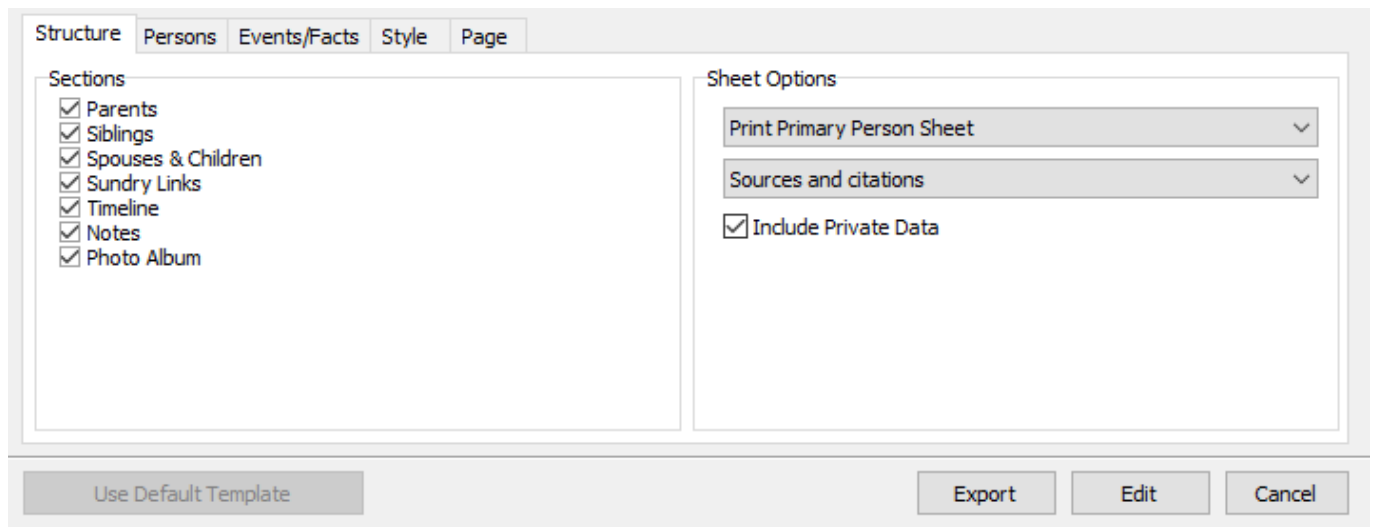 Structure Persons Events/Facts Style Page
Sections
Parents
Siblings
Spouses & Children
Sundry Links
Timeline
Notes
Photo Album
Sheet Options
Print Primary Person Sheet
Sources and citations
Include Private Data
Use Default Template Export Edit Cancel